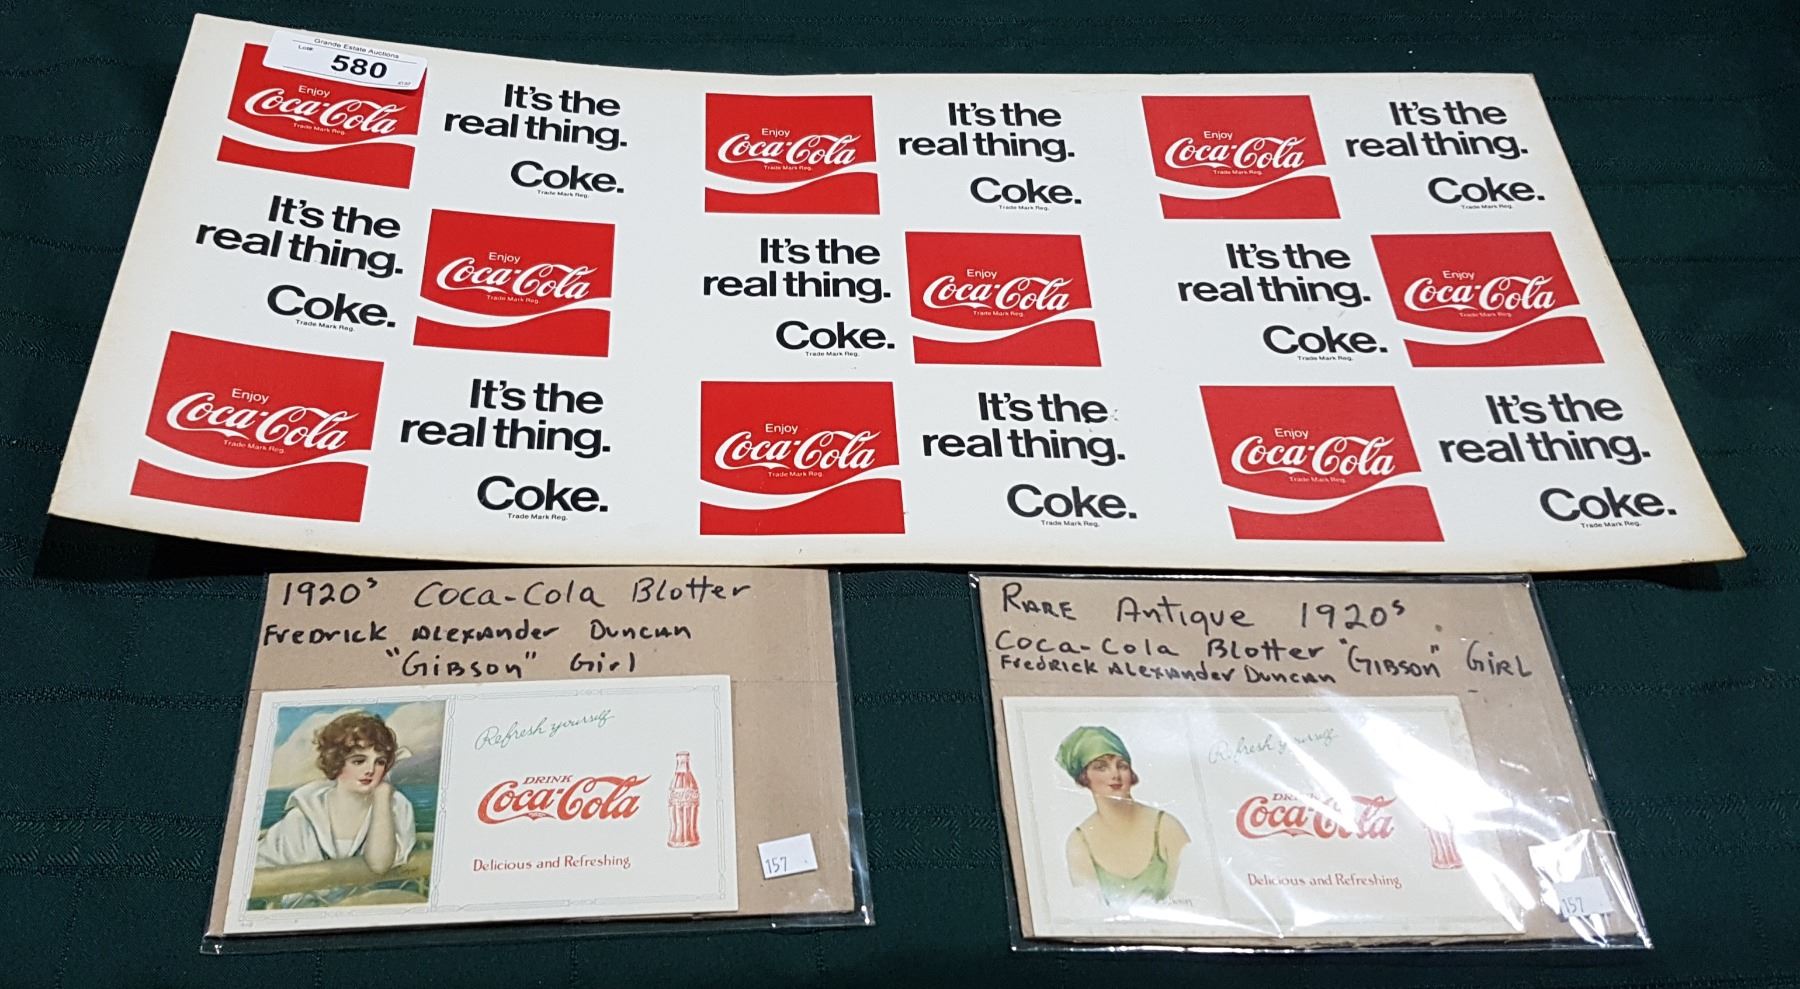 Grande Estate Auctions
Lot#
580
Enjoy
Coca-Cola
Trade Mark Reg.
It's the
real thing.
Coke.
Trade Mark Reg.
Enjoy
Coca-Cola
Trade Mark Reg.
It's the
real thing.
Coke.
Trade Mark Reg.
Enjoy
Coca-Cola
Trade Mark Reg.
It's the
real thing.
Coke.
Trade Mark Reg.
It's the
real thing.
Coke.
Trade Mark Reg.
Enjoy
Coca-Cola
Trade Mark Reg.
It's the
real thing.
Coke.
Trade Mark Reg.
Enjoy
Coca-Cola
Trade Mark Reg.
It's the
real thing.
Coke.
Trade Mark Reg.
Enjoy
Coca-Cola
Trade Mark Reg.
Enjoy
Coca-Cola
Trade Mark Reg.
It's the
real thing.
Coke.
Trade Mark Reg.
Enjoy
Coca-Cola
Trade Mark Reg.
It's the
real thing.
Coke.
Trade Mark Reg.
Enjoy
Coca-Cola
Trade Mark Reg.
It's the
real thing.
Coke.
Trade Mark Reg.
1920s Coca-Cola Blotter
Fredrick Alexander Duncan
"Gibson" Girl
Refresh yourself
DRINK
Coca-Cola
Delicious and Refreshing
157
RARE Antique 1920s
Coca-Cola Blotter "GIBSON" GIRL
Fredrick Alexander Duncan
Refresh yourself
DRINK
Coca-Cola
Delicious and Refreshing
157